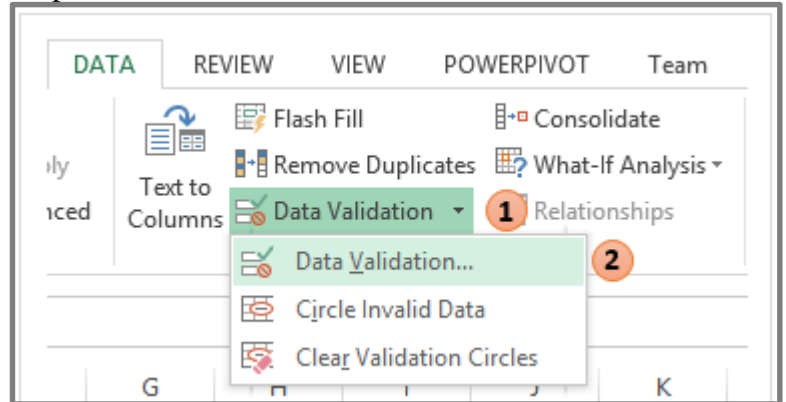 DATA REVIEW VIEW POWERPIVOT Team
Flash Fill Consolidate
Remove Duplicates What-If Analysis
Text to
Columns
Data Validation 1 Relationships
Data Validation... 2
Circle Invalid Data
Clear Validation Circles
G K